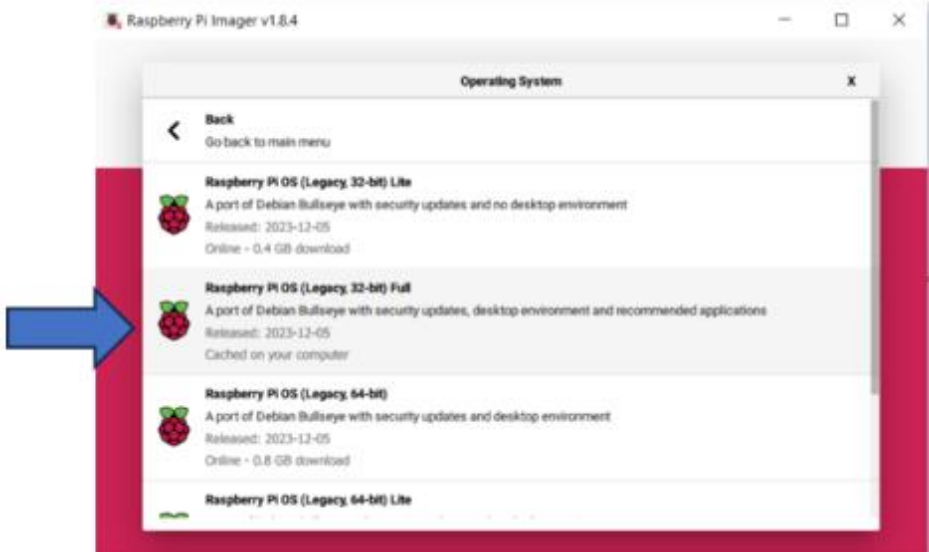 Raspberry Pi Imager v1.8.4
Operating System X
Back
Go back to main menu
Raspberry Pi OS (Legacy, 32-bit) Lite
A port of Debian Bullseye with security updates and no desktop environment
Released: 2023-12-05
Online - 0.4 GB download
Raspberry Pi OS (Legacy, 32-bit) Full
A port of Debian Bullseye with security updates, desktop environment and recommended applications
Released: 2023-12-05
Cached on your computer
Raspberry Pi OS (Legacy, 64-bit)
A port of Debian Bullseye with security updates and desktop environment
Released: 2023-12-05
Online - 0.8 GB download
Raspberry Pi OS (Legacy, 64-bit) Lite